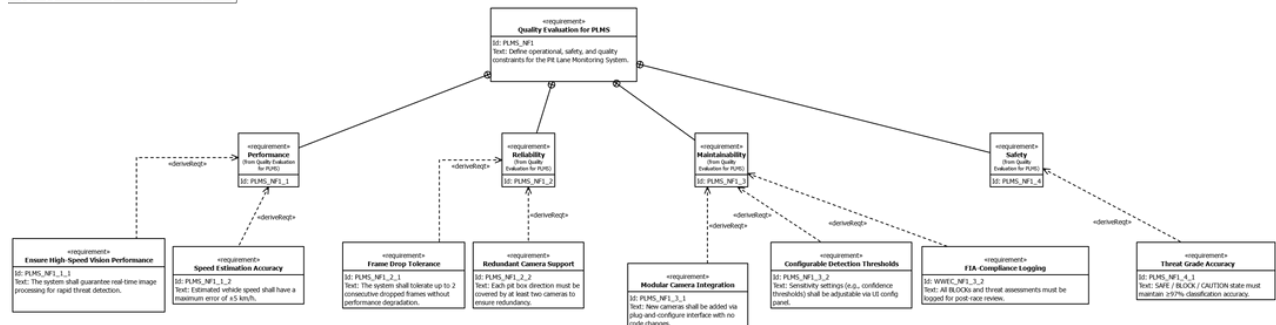 «requirement»
Quality Evaluation for PLMS
Id: PLMS_NF1
Text: Define operational, safety, and quality
constraints for the Pit Lane Monitoring System.
«requirement»
Performance
(from Quality Evaluation
for PLMS)
Id: PLMS_NF1_1
«requirement»
Reliability
(from Quality
Evaluation for PLMS)
Id: PLMS_NF1_2
«requirement»
Maintainability
(from Quality
Evaluation for PLMS)
Id: PLMS_NF1_3
«requirement»
Safety
(from Quality
Evaluation for PLMS)
Id: PLMS_NF1_4
«deriveReqt»
«deriveReqt»
«deriveReqt»
«deriveReqt»
«deriveReqt»
«deriveReqt»
«deriveReqt»
«deriveReqt»
«requirement»
Ensure High-Speed Vision Performance
Id: PLMS_NF1_1_1
Text: The system shall guarantee real-time image
processing for rapid threat detection.
«requirement»
Speed Estimation Accuracy
Id: PLMS_NF1_1_2
Text: Estimated vehicle speed shall have a
maximum error of ±5 km/h.
«requirement»
Frame Drop Tolerance
Id: PLMS_NF1_2_1
Text: The system shall tolerate up to 2
consecutive dropped frames without
performance degradation.
«requirement»
Redundant Camera Support
Id: PLMS_NF1_2_2
Text: Each pit box direction must be
covered by at least two cameras to
ensure redundancy.
«requirement»
Modular Camera Integration
Id: PLMS_NF1_3_1
Text: New cameras shall be added via
plug-and-configure interface with no
code changes.
«requirement»
Configurable Detection Thresholds
Id: PLMS_NF1_3_2
Text: Sensitivity settings (e.g., confidence
thresholds) shall be adjustable via UI config
panel.
«requirement»
FIA-Compliance Logging
Id: WWEC_NF1_3_2
Text: All BLOCKs and threat assessments must be
logged for post-race review.
«requirement»
Threat Grade Accuracy
Id: PLMS_NF1_4_1
Text: SAFE / BLOCK / CAUTION state must
maintain ≥97% classification accuracy.